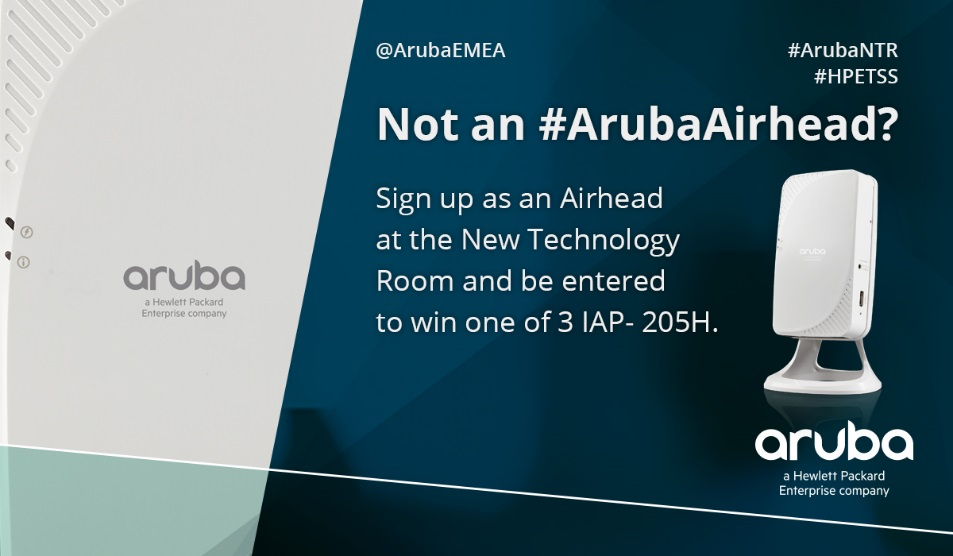 @ArubaEMEA
#ArubaNTR
#HPETSS
Not an #ArubaAirhead?
Sign up as an Airhead
at the New Technology
Room and be entered
to win one of 3 IAP- 205H.
aruba
a Hewlett Packard
Enterprise company
aruba
aruba
a Hewlett Packard
Enterprise company